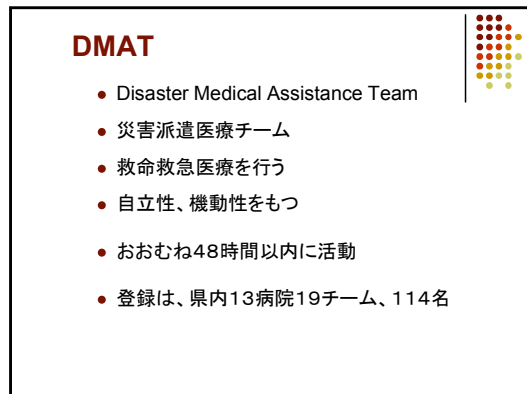 DMAT
Disaster Medical Assistance Team
災害派遣医療チーム
救命救急医療を行う
自立性、機動性をもつ
おおむね48時間以内に活動
登録は、県内13病院19チーム、114名